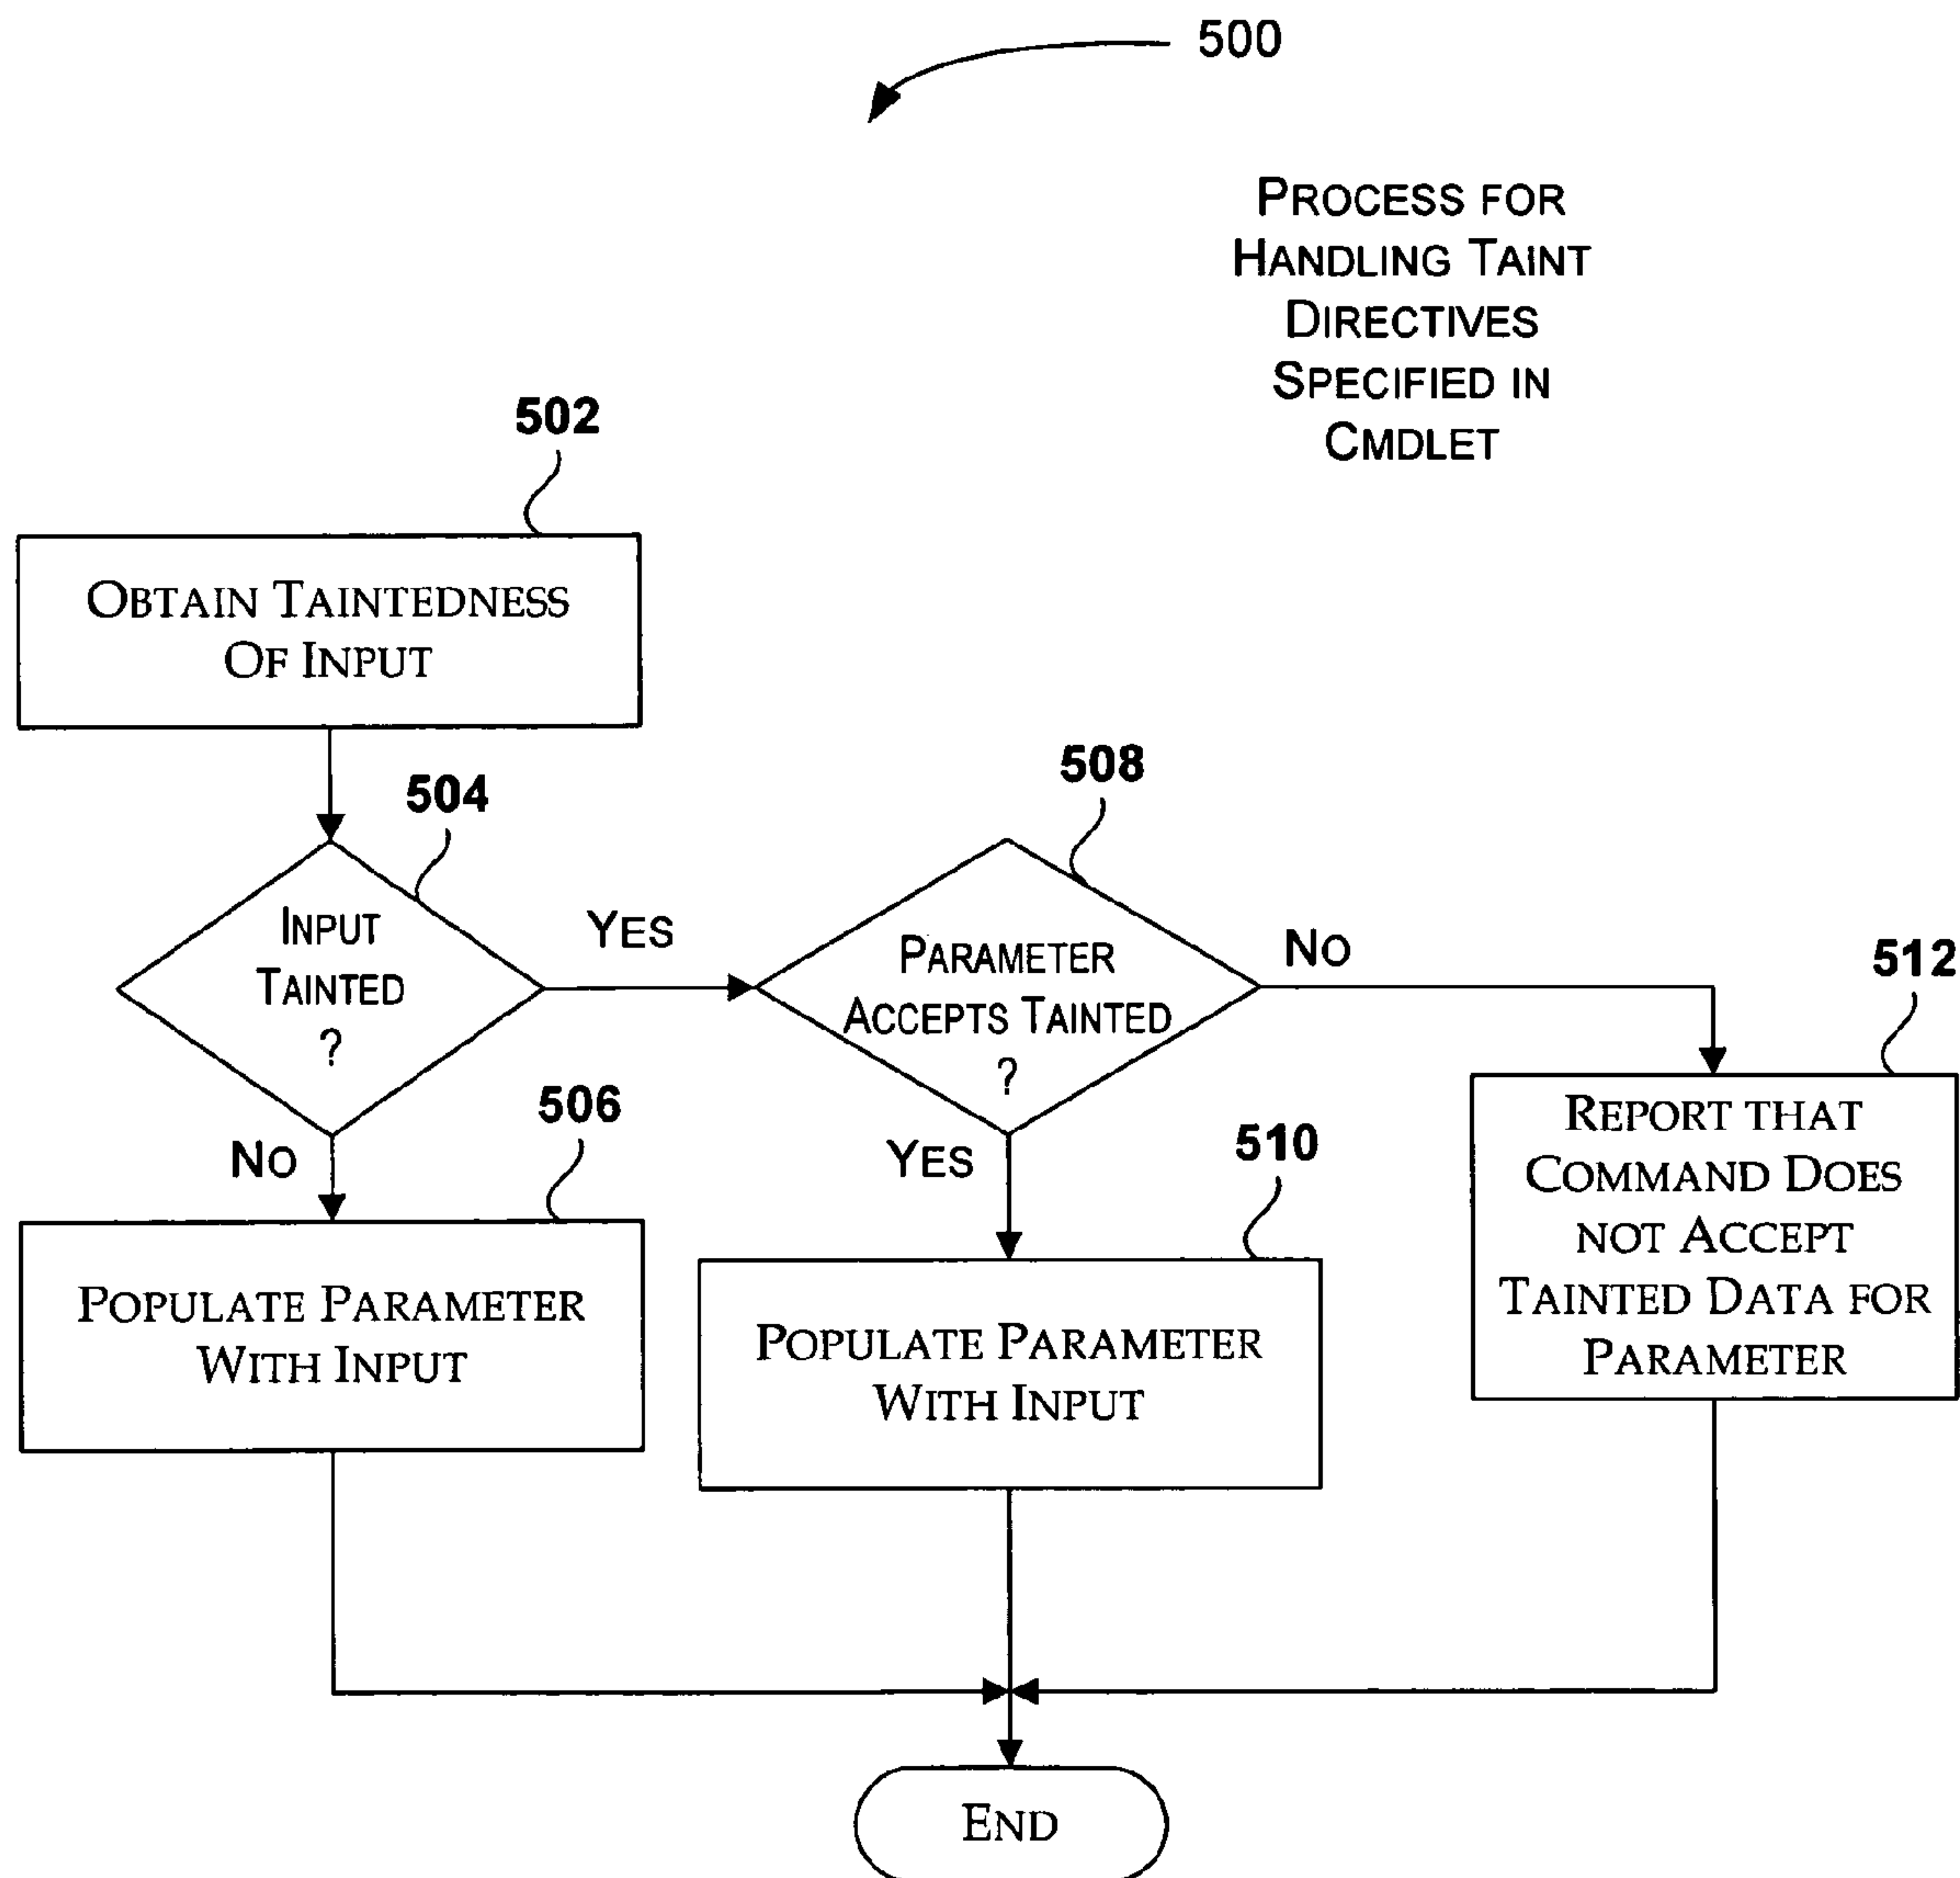 500
PROCESS FOR
HANDLING TAINT
DIRECTIVES
SPECIFIED IN
CMDLET
502
OBTAIN TAINTEDNESS
OF INPUT
504
INPUT
TAINTED
?
YES
NO
508
PARAMETER
ACCEPTS TAINTED
?
NO
YES
506
POPULATE PARAMETER
WITH INPUT
510
POPULATE PARAMETER
WITH INPUT
512
REPORT THAT
COMMAND DOES
NOT ACCEPT
TAINTED DATA FOR
PARAMETER
END